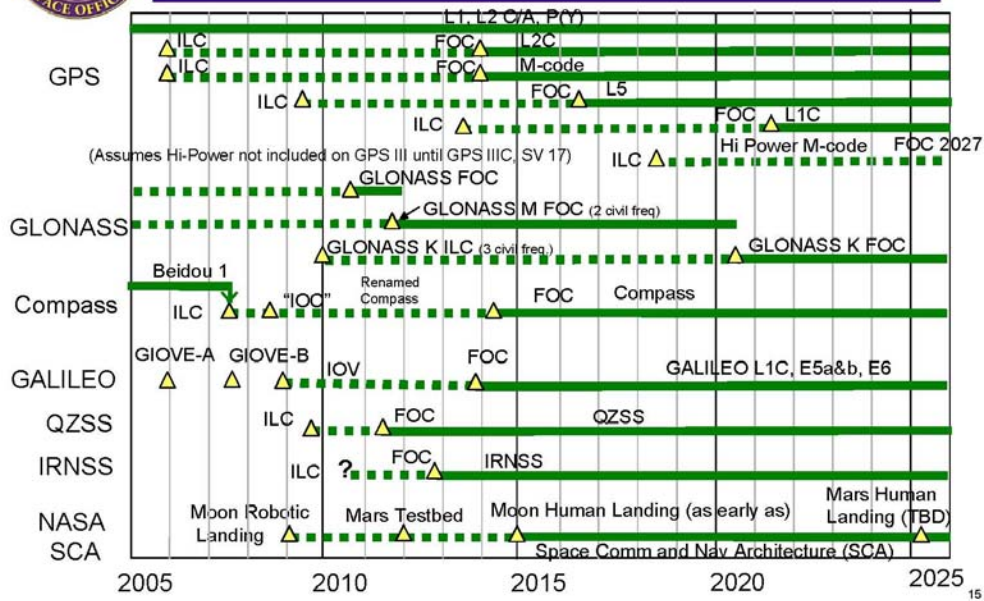 ACE OFFIC
L1, L2 C/A, P(Y)
ILC FOC L2C
GPS
ILC FOC M-code
ILC FOC L5
ILC FOC L1C
(Assumes Hi-Power not included on GPS III until GPS IIIC, SV 17) ILC Hi Power M-code FOC 2027
GLONASS FOC
GLONASS
GLONASS M FOC (2 civil freq)
GLONASS K ILC (3 civil freq.) GLONASS K FOC
Beidou 1
Compass
ILC "IOC" Renamed
Compass
FOC Compass
GIOVE-A GIOVE-B FOC
GALILEO IOV GALILEO L1C, E5a&b, E6
QZSS ILC FOC QZSS
IRNSS ILC ? FOC IRNSS
NASA
SCA
Moon Robotic
Landing
Mars Testbed
Moon Human Landing (as early as)
Mars Human
Landing (TBD)
Space Comm and Nav Architecture (SCA)
2005 2010 2015 2020 2025
15